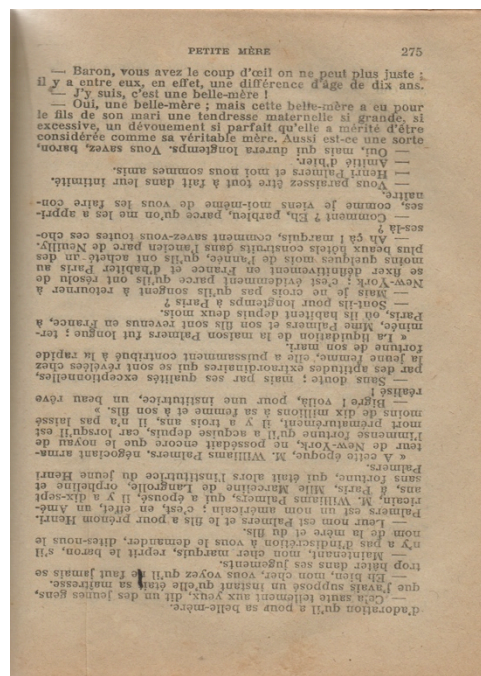 PETITE MÈRE 275
— Baron, vous avez le coup d'œil on ne peut plus juste ;
il y a entre eux, en effet, une différence d'âge de dix ans.
— J'y suis, c'est une belle-mère !
— Oui, une belle-mère ; mais cette belle-mère a eu pour
le fils de son mari une tendresse maternelle si grande, si
excessive, un dévouement si parfait qu'elle a mérité d'être
considérée comme sa véritable mère. Aussi est-ce une sorte
d'adoration qu'il a pour sa belle-mère.
— Cela saute tellement aux yeux, dit un des jeunes gens,
que j'avais supposé un instant qu'elle était sa maîtresse.
— Eh bien, mon cher, vous voyez qu'il ne faut jamais se
trop hâter dans ses jugements.
— Maintenant, mon cher marquis, reprit le baron, s'il
n'y a pas d'indiscrétion à vous le demander, dites-nous le
nom de la mère et du fils.
— Leur nom est Palmers et le fils a pour prénom Henri.
Palmers est un nom américain ; c'est, en effet, un Amé-
ricain, M. Williams Palmers, qui a épousé, il y a dix-sept
ans, à Paris, Mlle Marceline de Langrolle, orpheline et
sans fortune, qui était alors l'institutrice du jeune Henri
Palmers.
« A cette époque, M. Williams Palmers, négociant arma-
teur de New-York, ne possédait encore que le noyau de
l'immense fortune qu'il a acquise depuis, car lorsqu'il est
mort prématurément, il y a trois ans, il n'a pas laissé
moins de dix millions à sa femme et à son fils. »
— Bigre ! voilà, pour une institutrice, un beau rêve
réalisé !
— Sans doute ; mais par ses qualités exceptionnelles,
par des aptitudes extraordinaires qui se sont révélées chez
la jeune femme, elle a puissamment contribué à la rapide
fortune de son mari.
« La liquidation de la maison Palmers fut longue ; ter-
minée, Mme Palmers et son fils sont revenus en France, à
Paris, où ils habitent depuis deux mois.
— Sont-ils pour longtemps à Paris ?
— Mais je ne crois pas qu'ils songent à retourner à
New-York ; c'est évidemment parce qu'ils ont résolu de
se fixer définitivement en France et d'habiter Paris au
moins quelques mois de l'année, qu'ils ont acheté un des
plus beaux hôtels construits dans l'ancien parc de Neuilly.
— Ah çà ! marquis, comment savez-vous toutes ces cho-
ses-là ?
— Comment ? Eh, parbleu, parce qu'on me les a appri-
ses, comme je viens moi-même de vous les faire con-
naître.
— Vous paraissez être tout à fait dans leur intimité.
— Henri Palmers et moi nous sommes amis.
— Amitié d'hier.
— Oui, mais qui durera longtemps. Vous savez, baron,